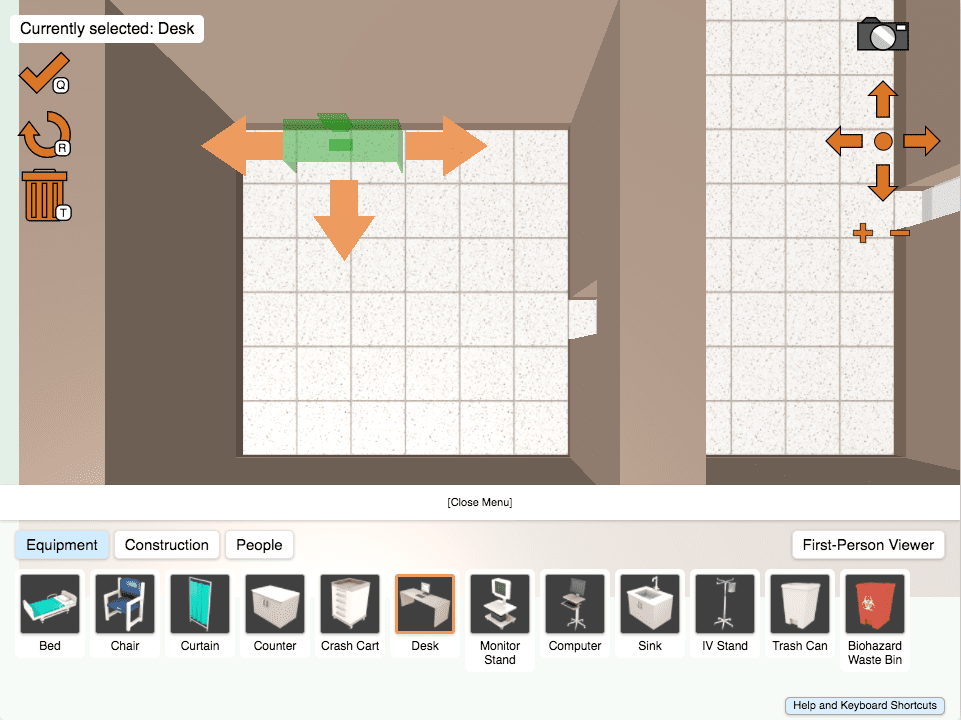 Currently selected: Desk
Q
R
T
[Close Menu]
Equipment
Construction
People
First-Person Viewer
Bed
Chair
Curtain
Counter
Crash Cart
Desk
Monitor
Stand
Computer
Sink
IV Stand
Trash Can
Biohazard
Waste Bin
Help and Keyboard Shortcuts